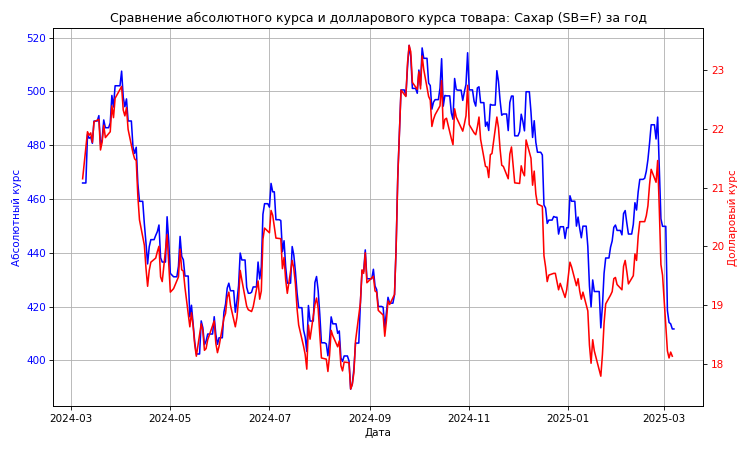 Сравнение абсолютного курса и долларового курса товара: Сахар (SB=F) за год
Абсолютный курс
520
500
480
460
440
420
400
Долларовый курс
23
22
21
20
19
18
2024-03 2024-05 2024-07 2024-09 2024-11 2025-01 2025-03
Дата